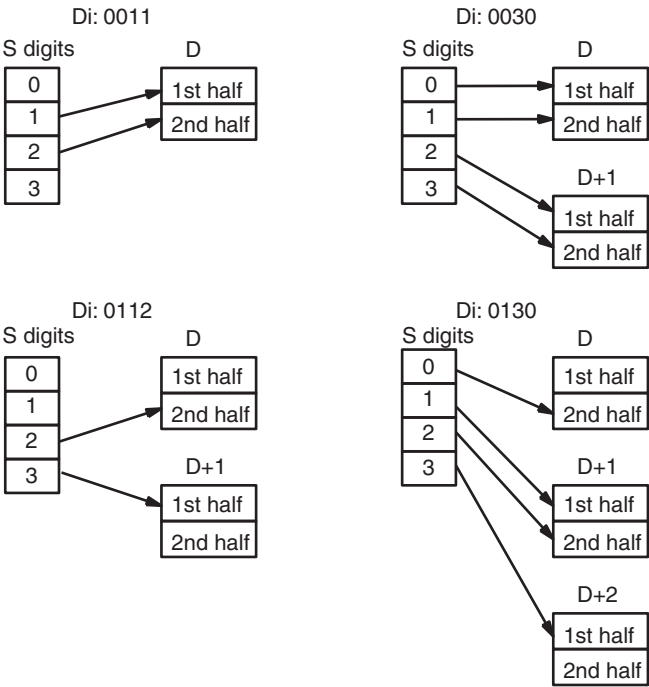 Di: 0011
S digits
D
0
1
2
3
1st half
2nd half
Di: 0030
S digits
D
0
1
2
3
1st half
2nd half
D+1
1st half
2nd half
Di: 0112
S digits
D
0
1
2
3
1st half
2nd half
D+1
1st half
2nd half
Di: 0130
S digits
D
0
1
2
3
1st half
2nd half
D+1
1st half
2nd half
D+2
1st half
2nd half